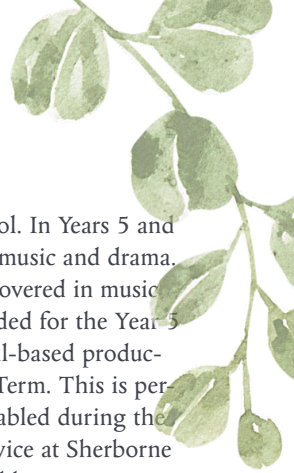 ol. In Years 5 and
music and drama.
overed in music,
ded for the Year 5
ll-based produc-
Term. This is per-
abled during the
vice at Sherborne